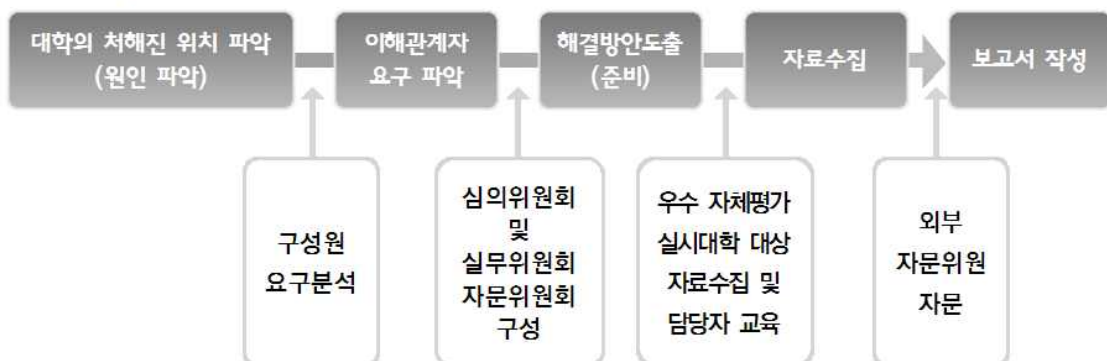 대학의 처해진 위치 파악
(원인 파악)
이해관계자
요구 파악
해결방안도출
(준비)
자료수집
보고서 작성
구성원
요구분석
심의위원회
및
실무위원회
자문위원회
구성
우수 자체평가
실시대학 대상
자료수집 및
담당자 교육
외부
자문위원
자문